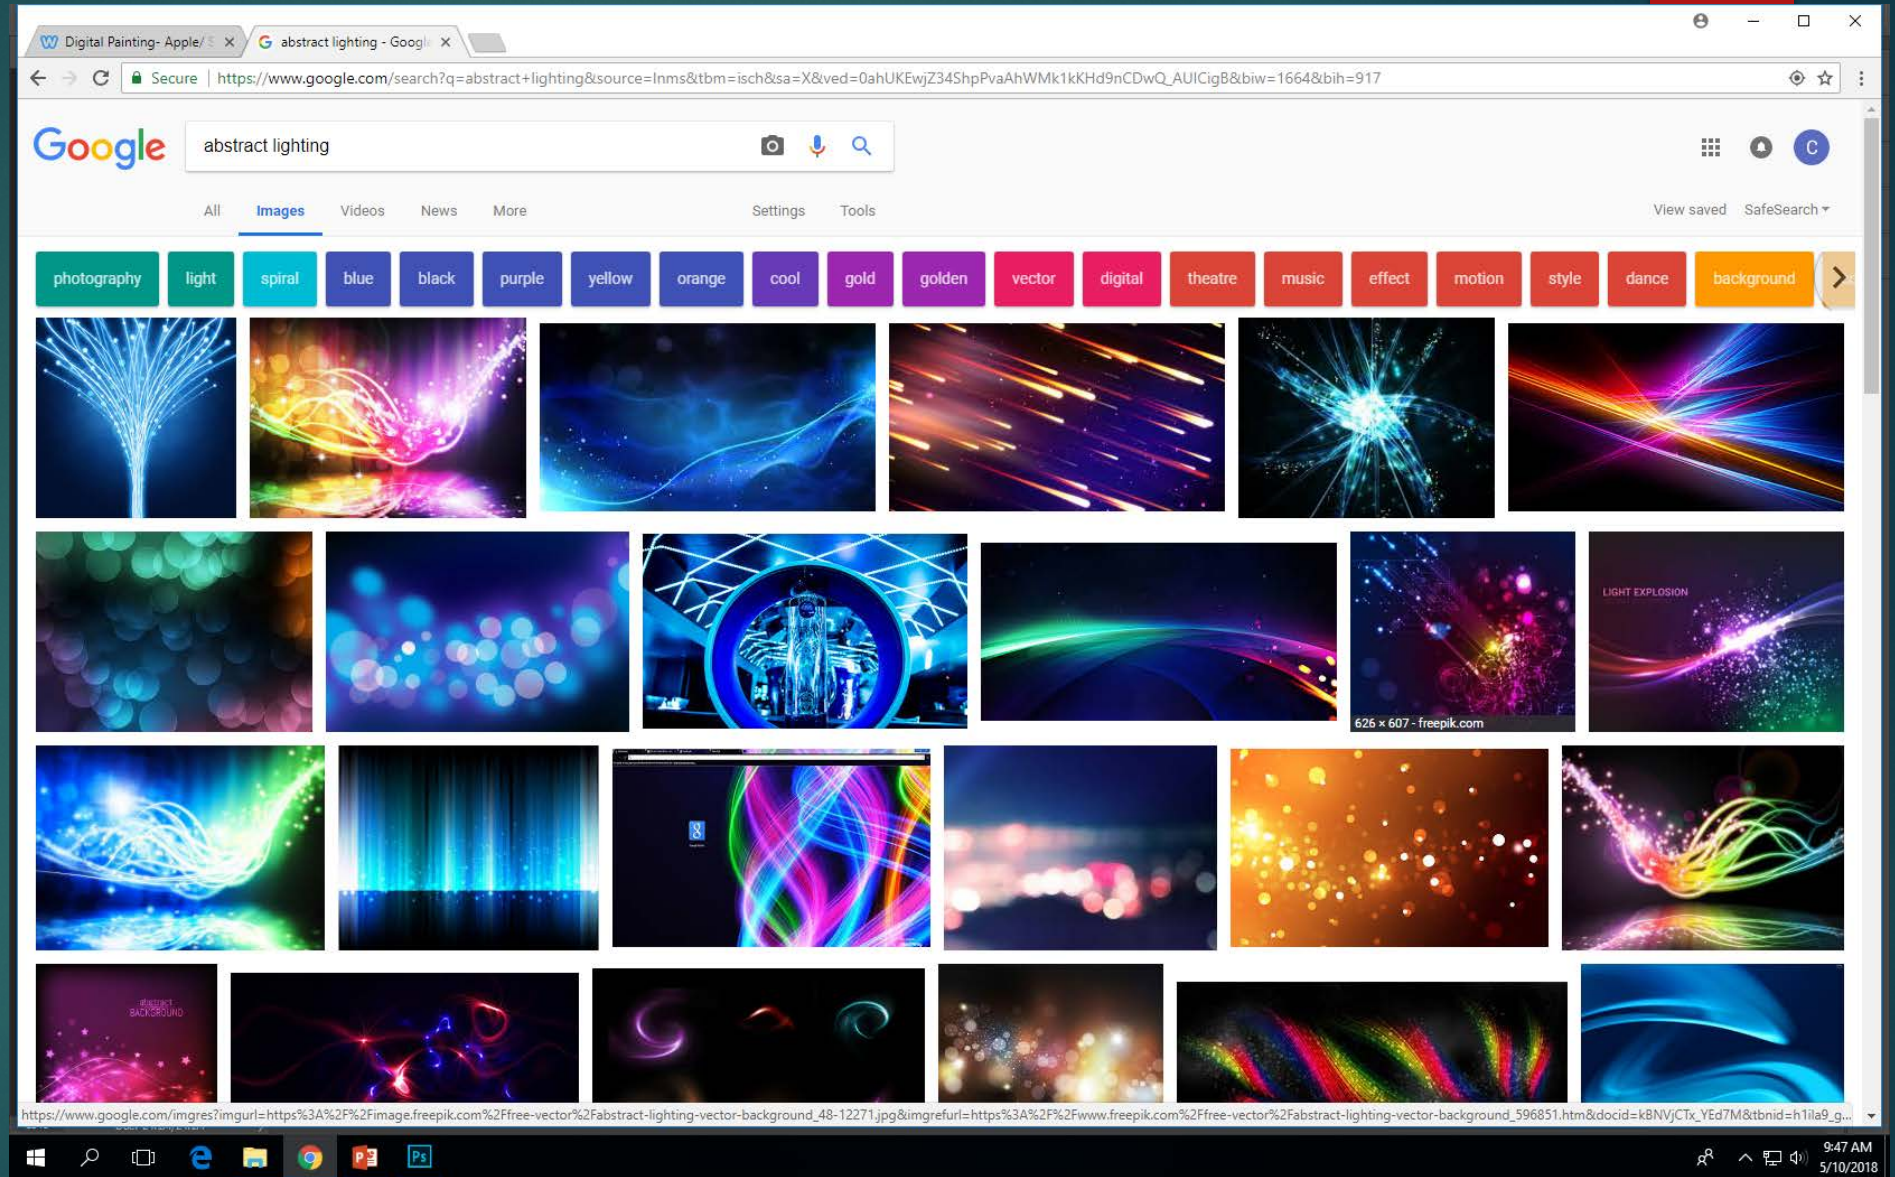 Digital Painting- Apple/ S
abstract lighting - Googl
Secure | https://www.google.com/search?q=abstract+lighting&source=lnms&tbm=isch&sa=X&ved=0ahUKEwjZ34ShpPvaAhWMk1kKHd9nCDwQ_AUICigB&biw=1664&bih=917
Google
abstract lighting
C
All Images Videos News More Settings Tools
View saved SafeSearch
photography light spiral blue black purple yellow orange cool gold golden vector digital theatre music effect motion style dance background
LIGHT EXPLOSION
626 × 607 - freepik.com
abstract
BACKGROUND
https://www.google.com/imgres?imgurl=https%3A%2F%2Fimage.freepik.com%2Ffree-vector%2Fabstract-lighting-vector-background_48-12271.jpg&imgrefurl=https%3A%2F%2Fwww.freepik.com%2Ffree-vector%2Fabstract-lighting-vector-background_596851.htm&docid=kBNVjCTx_YEd7M&tbnid=h1ila9_g...
Ps
9:47 AM
5/10/2018